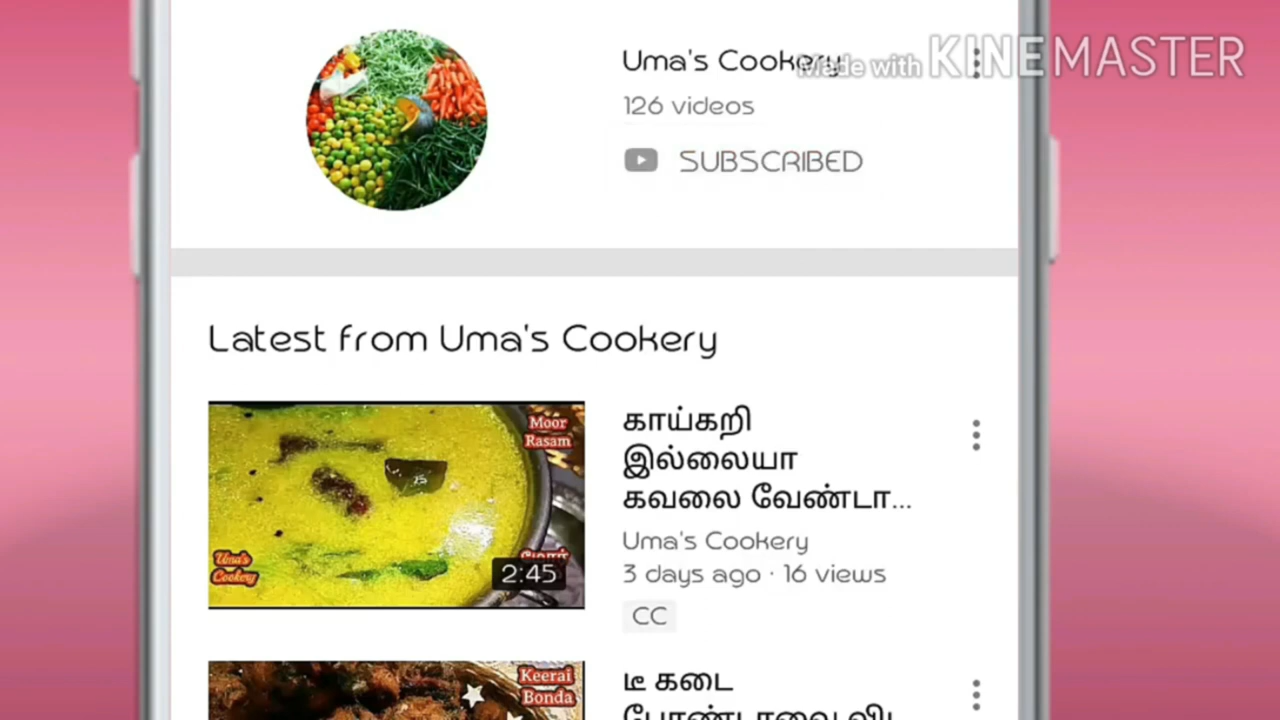 Uma's Cookery
Made with KINEMASTER
126 videos
SUBSCRIBED
Latest from Uma's Cookery
Moor
Rasam
Uma's
Cookery
மோர்
2:45
காய்கறி
இல்லையா
கவலை வேண்டா...
Uma's Cookery
3 days ago · 16 views
CC
Keerai
Bonda
டீ கடை